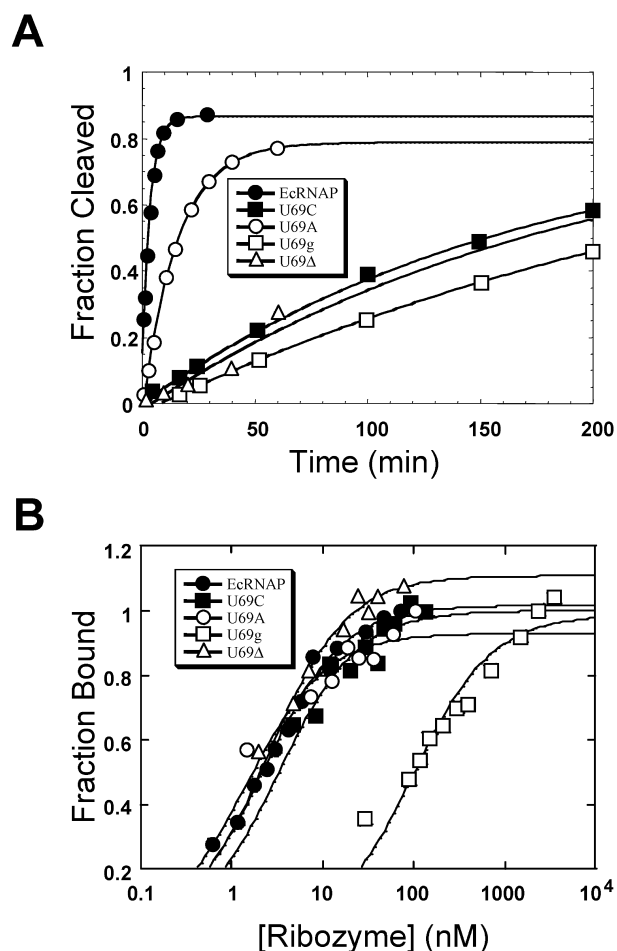 A
Fraction Cleaved
1
0.8
0.6
0.4
0.2
0
EcRNAP
U69C
U69A
U69g
U69Δ
0 50 100 150 200
Time (min)
B
Fraction Bound
1.2
1
0.8
0.6
0.4
0.2
EcRNAP
U69C
U69A
U69g
U69Δ
0.1 1 10 100 1000 10⁴
[Ribozyme] (nM)